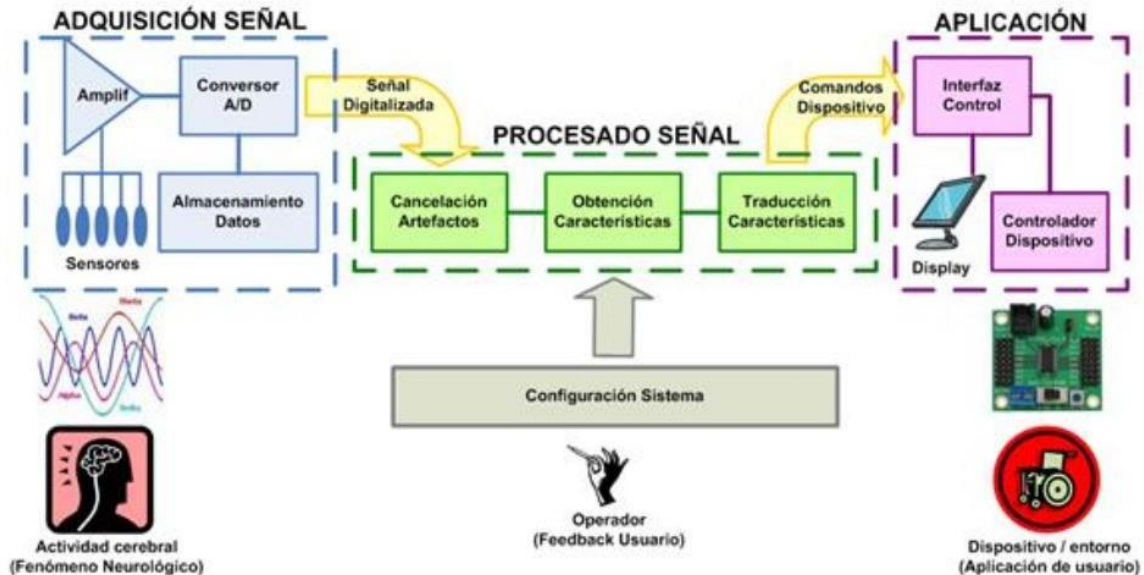 ADQUISICIÓN SEÑAL
Amplif
Conversor
A/D
Almacenamiento
Datos
Sensores
Señal
Digitalizada
PROCESADO SEÑAL
Cancelación
Artefactos
Obtención
Características
Traducción
Características
Comandos
Dispositivo
APLICACIÓN
Interfaz
Control
Controlador
Dispositivo
Display
Beta
Alpha
Configuración Sistema
Actividad cerebral
(Fenómeno Neurológico)
Operador
(Feedback Usuario)
Dispositivo / entorno
(Aplicación de usuario)